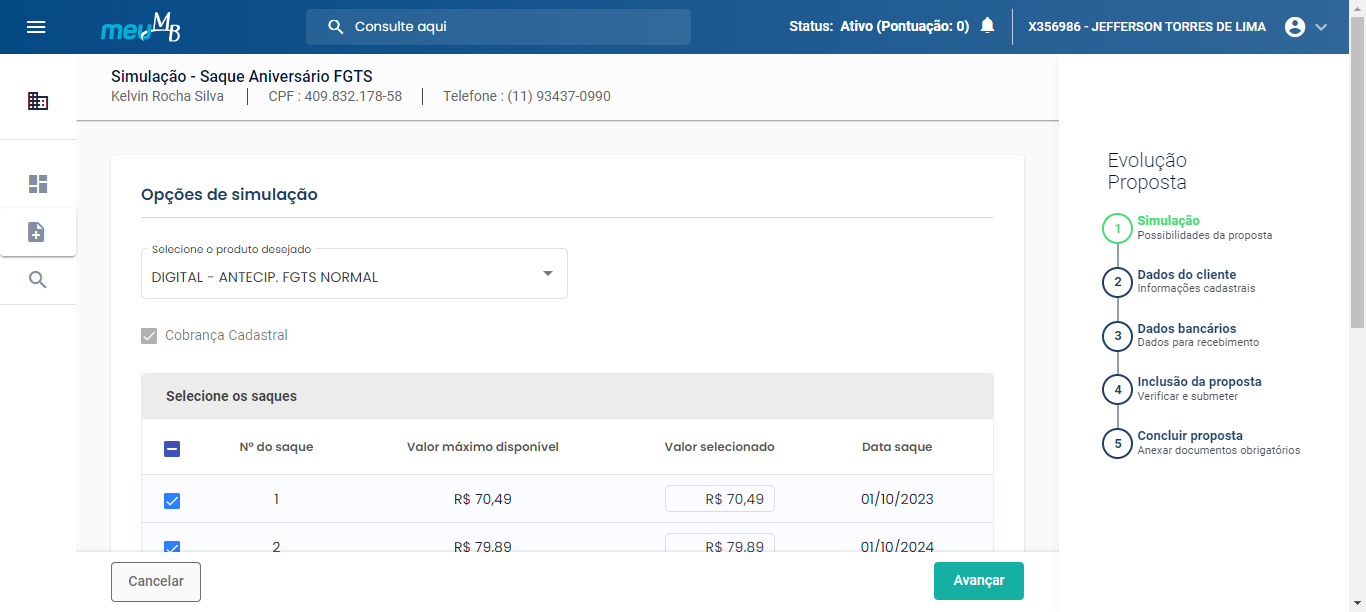 meuMB
Consulte aqui
Status: Ativo (Pontuação: 0)
X356986 - JEFFERSON TORRES DE LIMA
Simulação - Saque Aniversário FGTS
Kelvin Rocha Silva
CPF : 409.832.178-58
Telefone : (11) 93437-0990
Opções de simulação
Selecione o produto desejado
DIGITAL - ANTECIP. FGTS NORMAL
Cobrança Cadastral
Selecione os saques
Nº do saque Valor máximo disponível Valor selecionado Data saque
1 R$ 70,49 R$ 70,49 01/10/2023
2 R$ 79,89 R$ 79,89 01/10/2024
Cancelar
Avançar
Evolução
Proposta
1 Simulação
Possibilidades da proposta
2 Dados do cliente
Informações cadastrais
3 Dados bancários
Dados para recebimento
4 Inclusão da proposta
Verificar e submeter
5 Concluir proposta
Anexar documentos obrigatórios